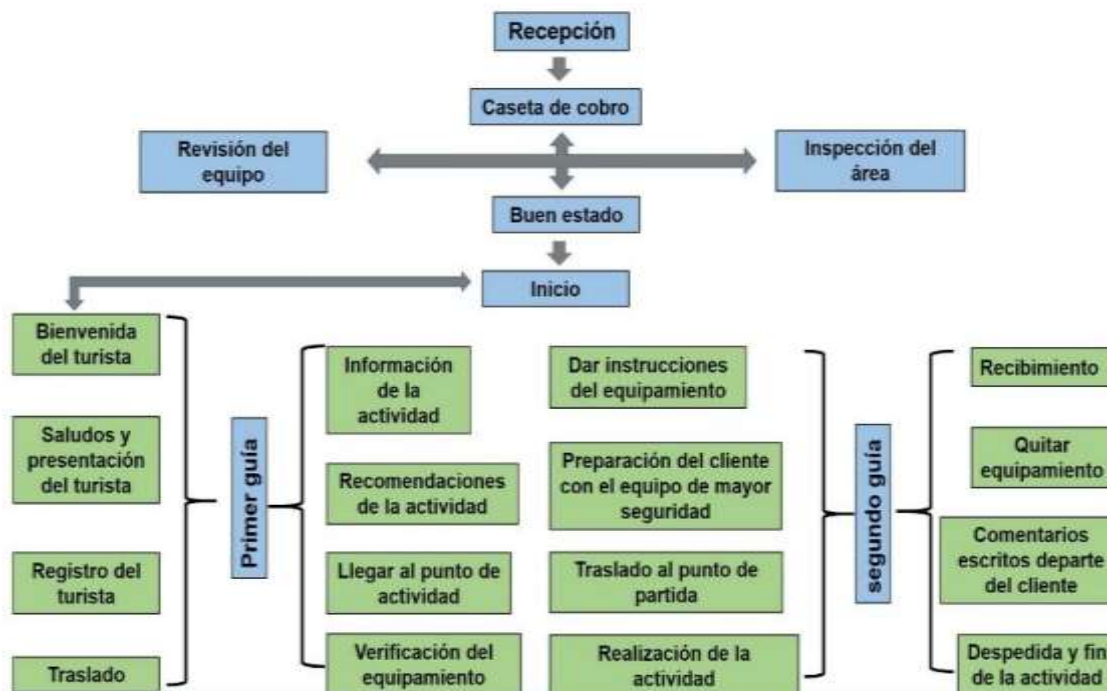 Recepción
Caseta de cobro
Revisión del
equipo
Inspección del
área
Buen estado
Inicio
Bienvenida
del turista
Saludos y
presentación
del turista
Registro del
turista
Traslado
Primer guía
Información
de la
actividad
Recomendaciones
de la actividad
Llegar al punto de
actividad
Verificación del
equipamiento
Dar instrucciones
del equipamiento
Preparación del cliente
con el equipo de mayor
seguridad
Traslado al punto de
partida
Realización de la
actividad
segundo guía
Recibimiento
Quitar
equipamiento
Comentarios
escritos departe
del cliente
Despedida y fin
de la actividad